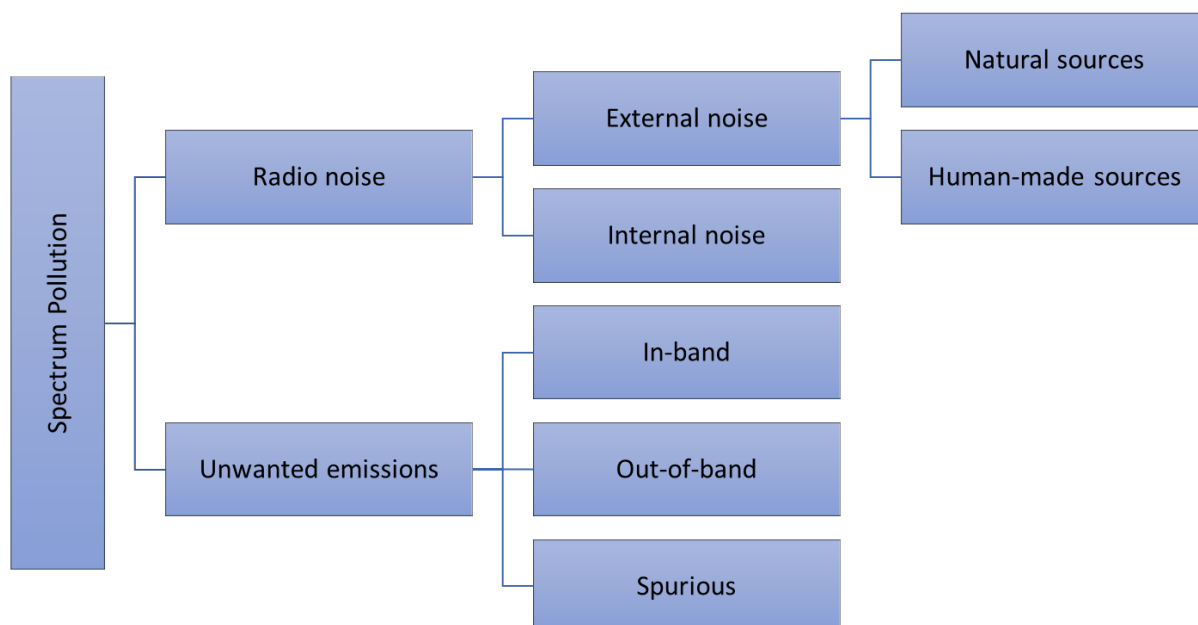 Spectrum Pollution
Radio noise
External noise
Natural sources
Human-made sources
Internal noise
Unwanted emissions
In-band
Out-of-band
Spurious